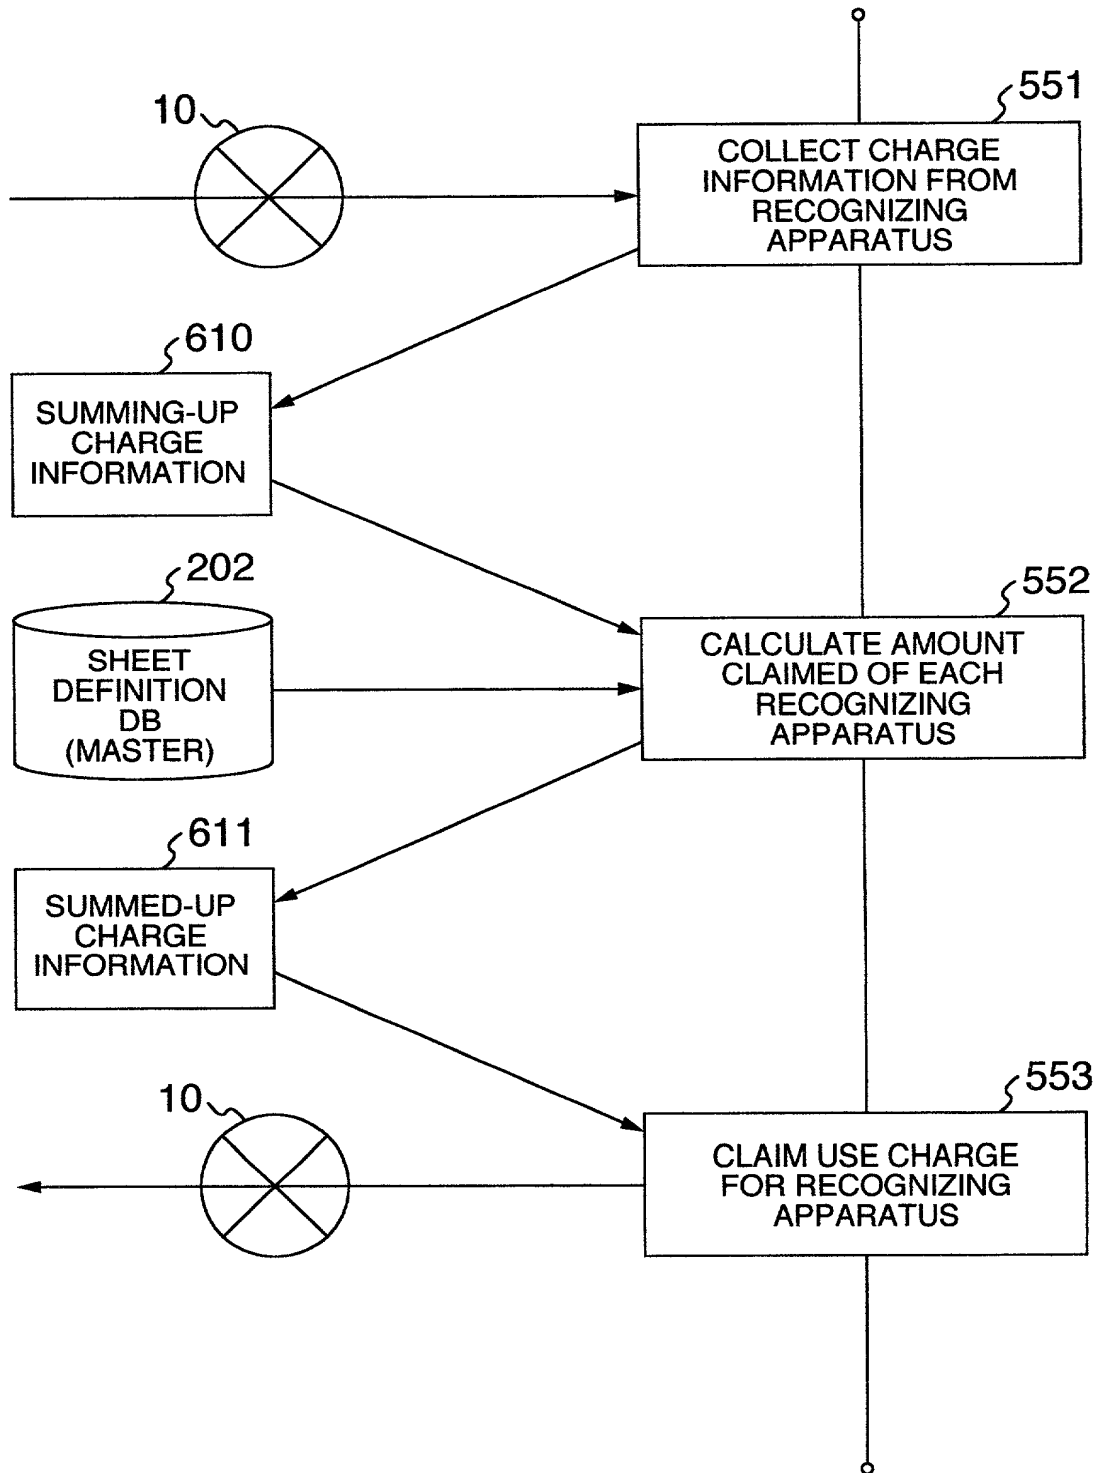 551
10
COLLECT CHARGE
INFORMATION FROM
RECOGNIZING
APPARATUS
610
SUMMING-UP
CHARGE
INFORMATION
202
552
SHEET
DEFINITION
DB
(MASTER)
CALCULATE AMOUNT
CLAIMED OF EACH
RECOGNIZING
APPARATUS
611
SUMMED-UP
CHARGE
INFORMATION
10
553
CLAIM USE CHARGE
FOR RECOGNIZING
APPARATUS